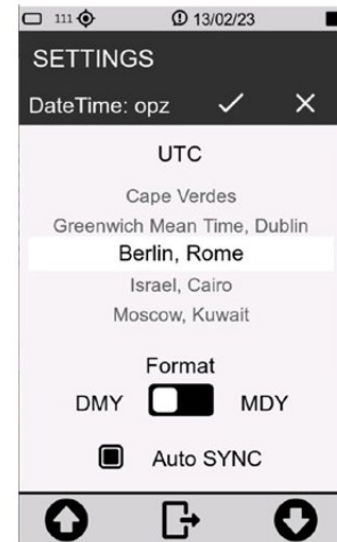 111 13/02/23
SETTINGS
DateTime: opz
UTC
Cape Verdes
Greenwich Mean Time, Dublin
Berlin, Rome
Israel, Cairo
Moscow, Kuwait
Format
DMY MDY
Auto SYNC